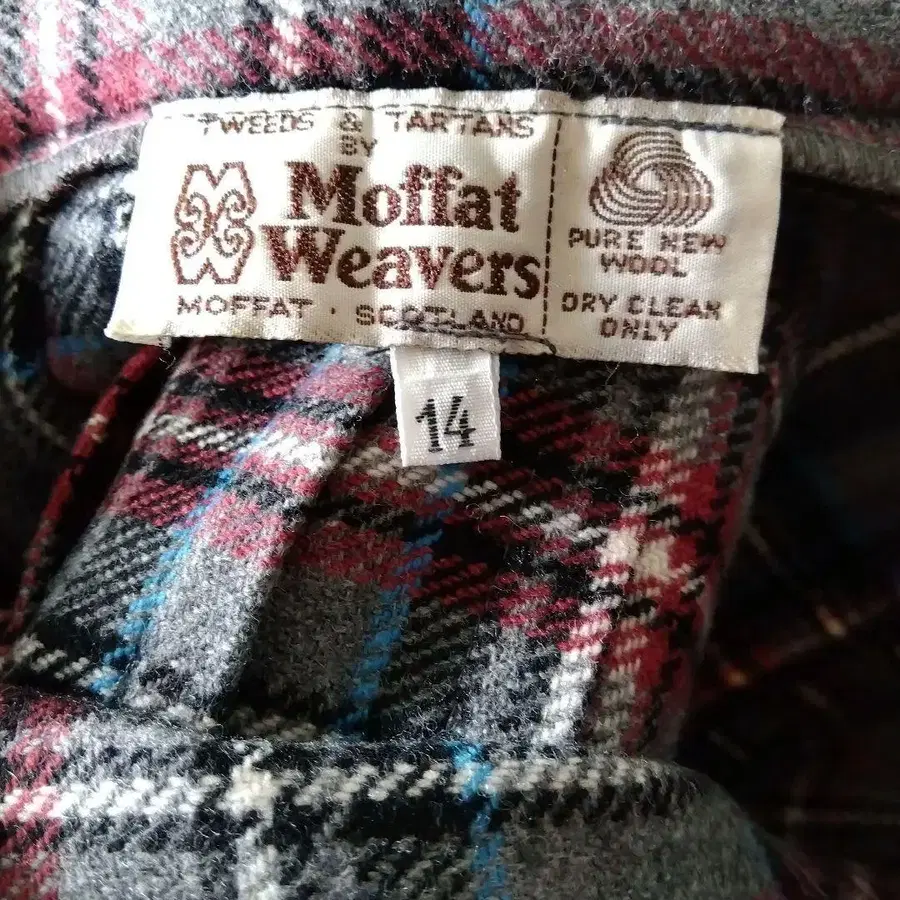 TWEEDS & TARTANS
BY
Moffat
Weavers
MOFFAT · SCOTLAND
PURE NEW
WOOL
DRY CLEAN
ONLY
14